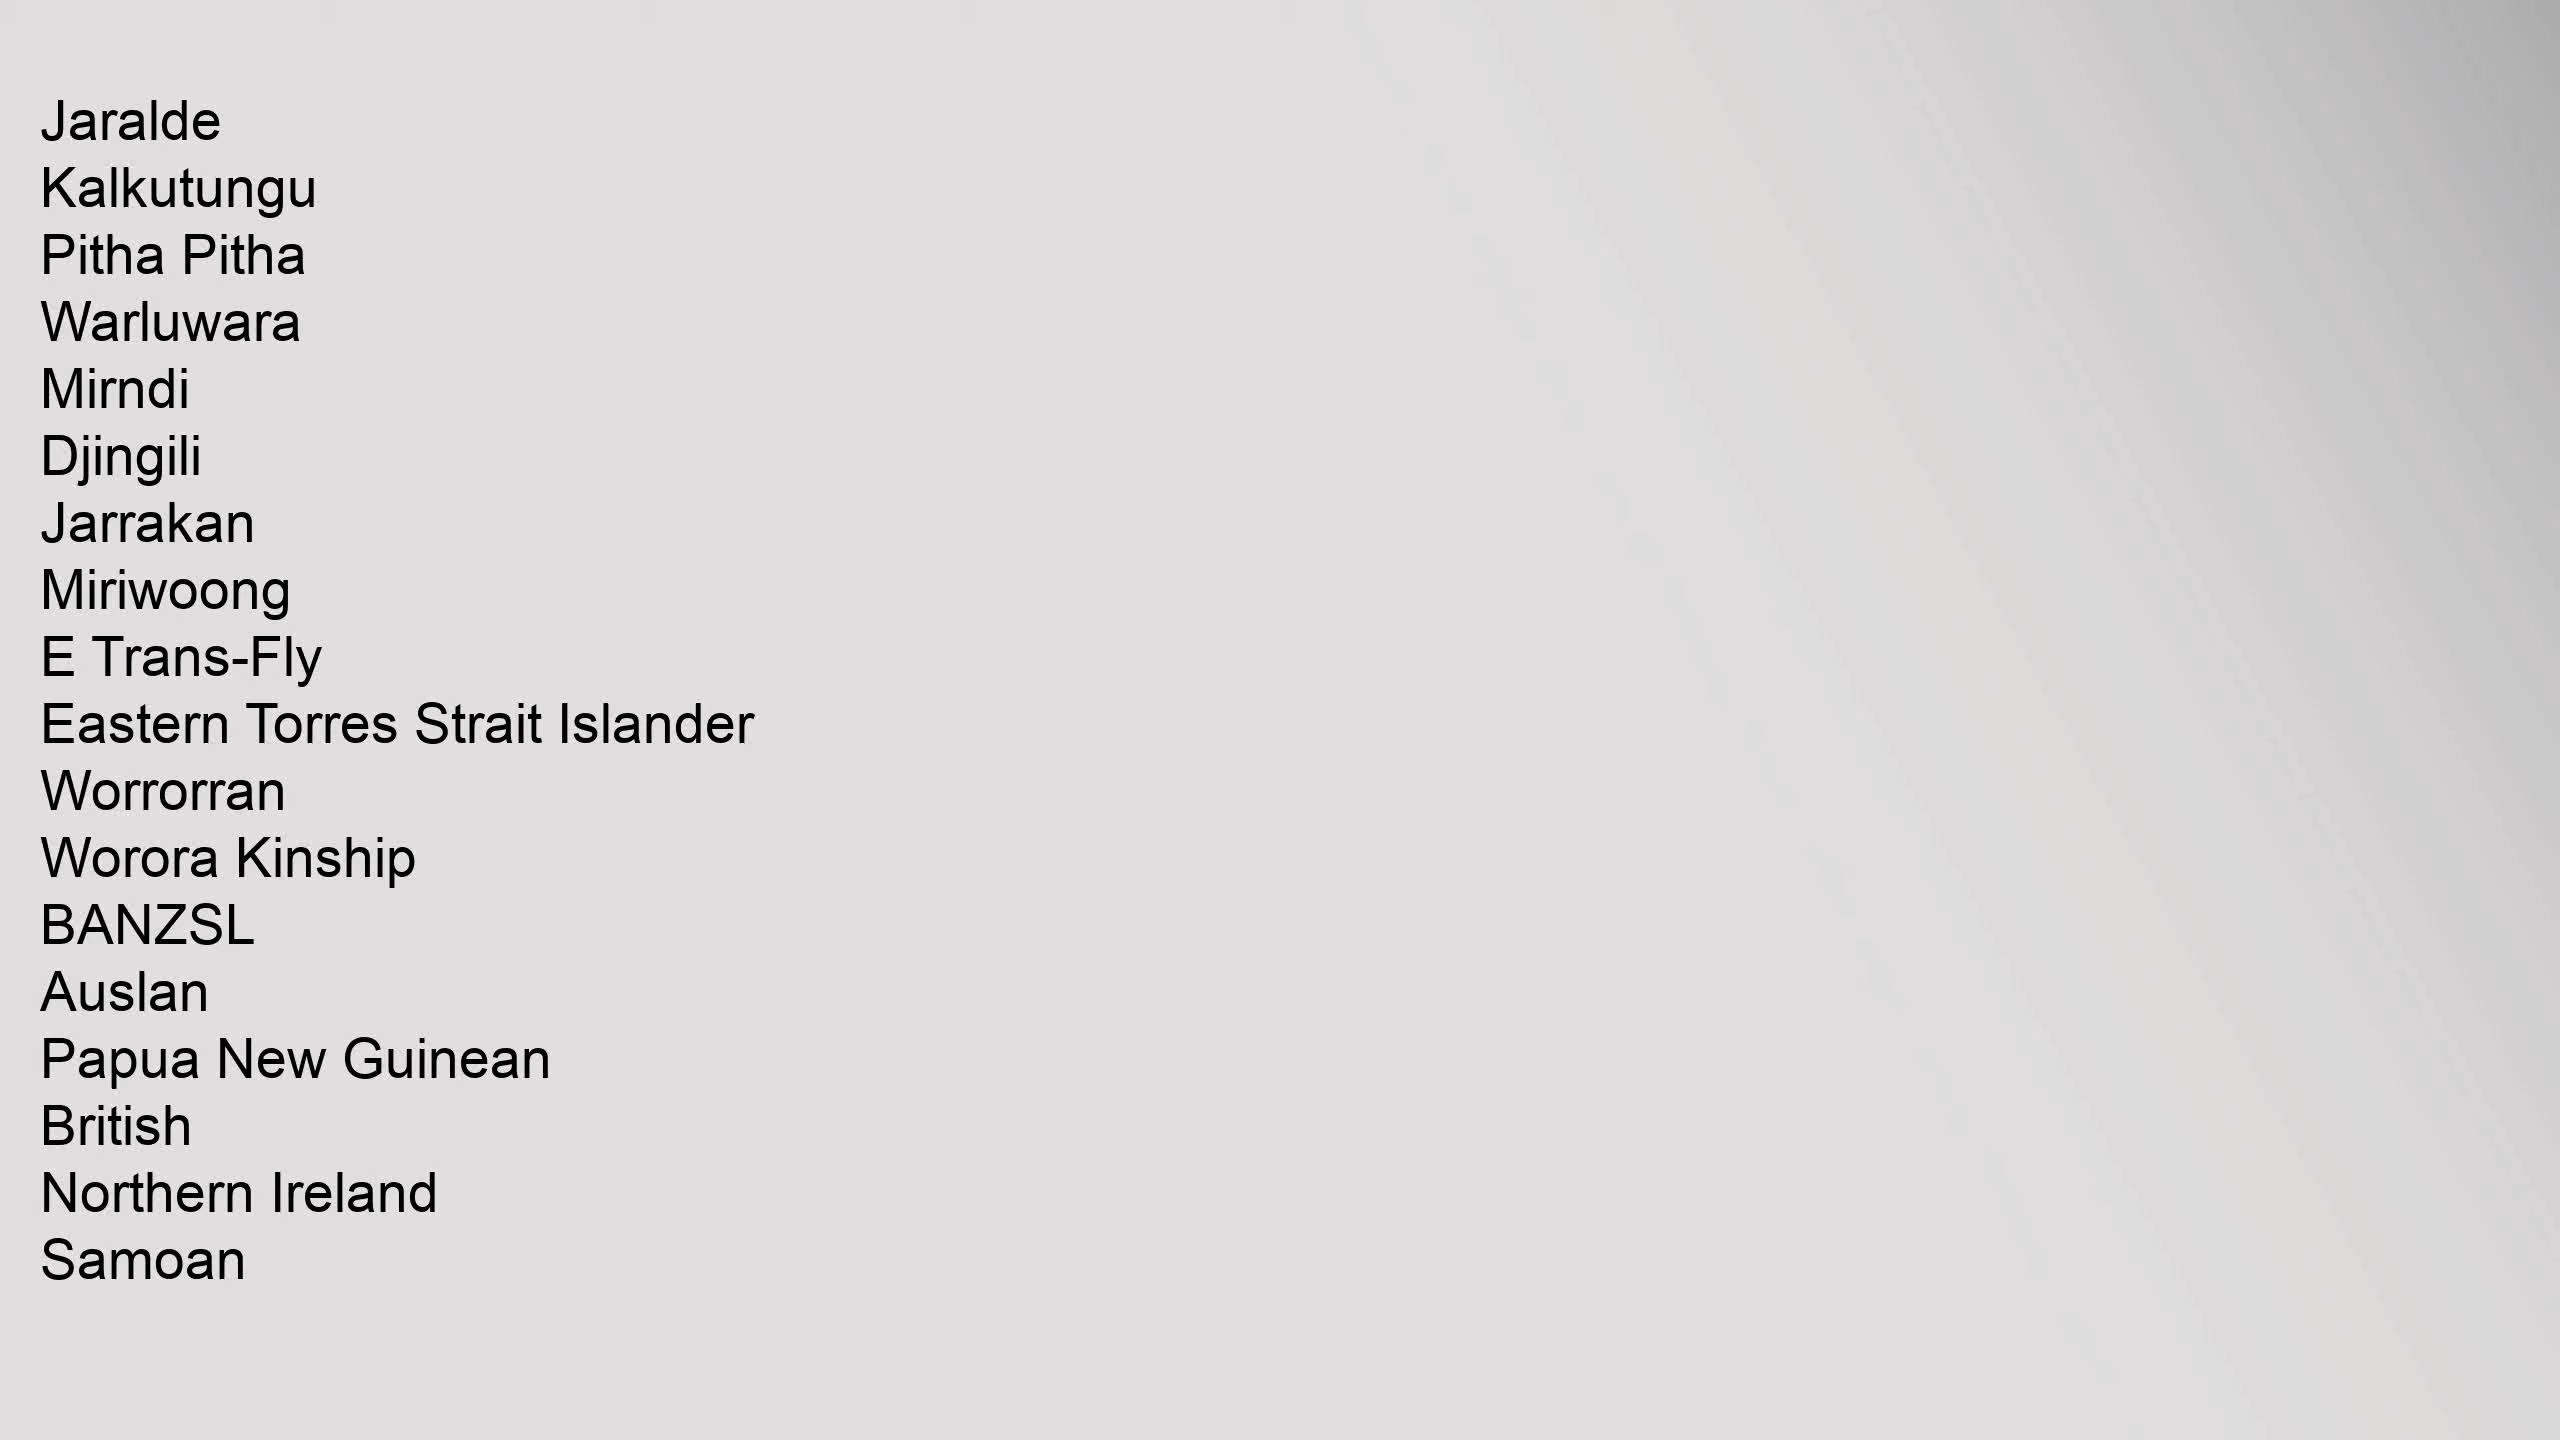 Jaralde
Kalkutungu
Pitha Pitha
Warluwara
Mirndi
Djingili
Jarrakan
Miriwoong
E Trans-Fly
Eastern Torres Strait Islander
Worrorran
Worora Kinship
BANZSL
Auslan
Papua New Guinean
British
Northern Ireland
Samoan